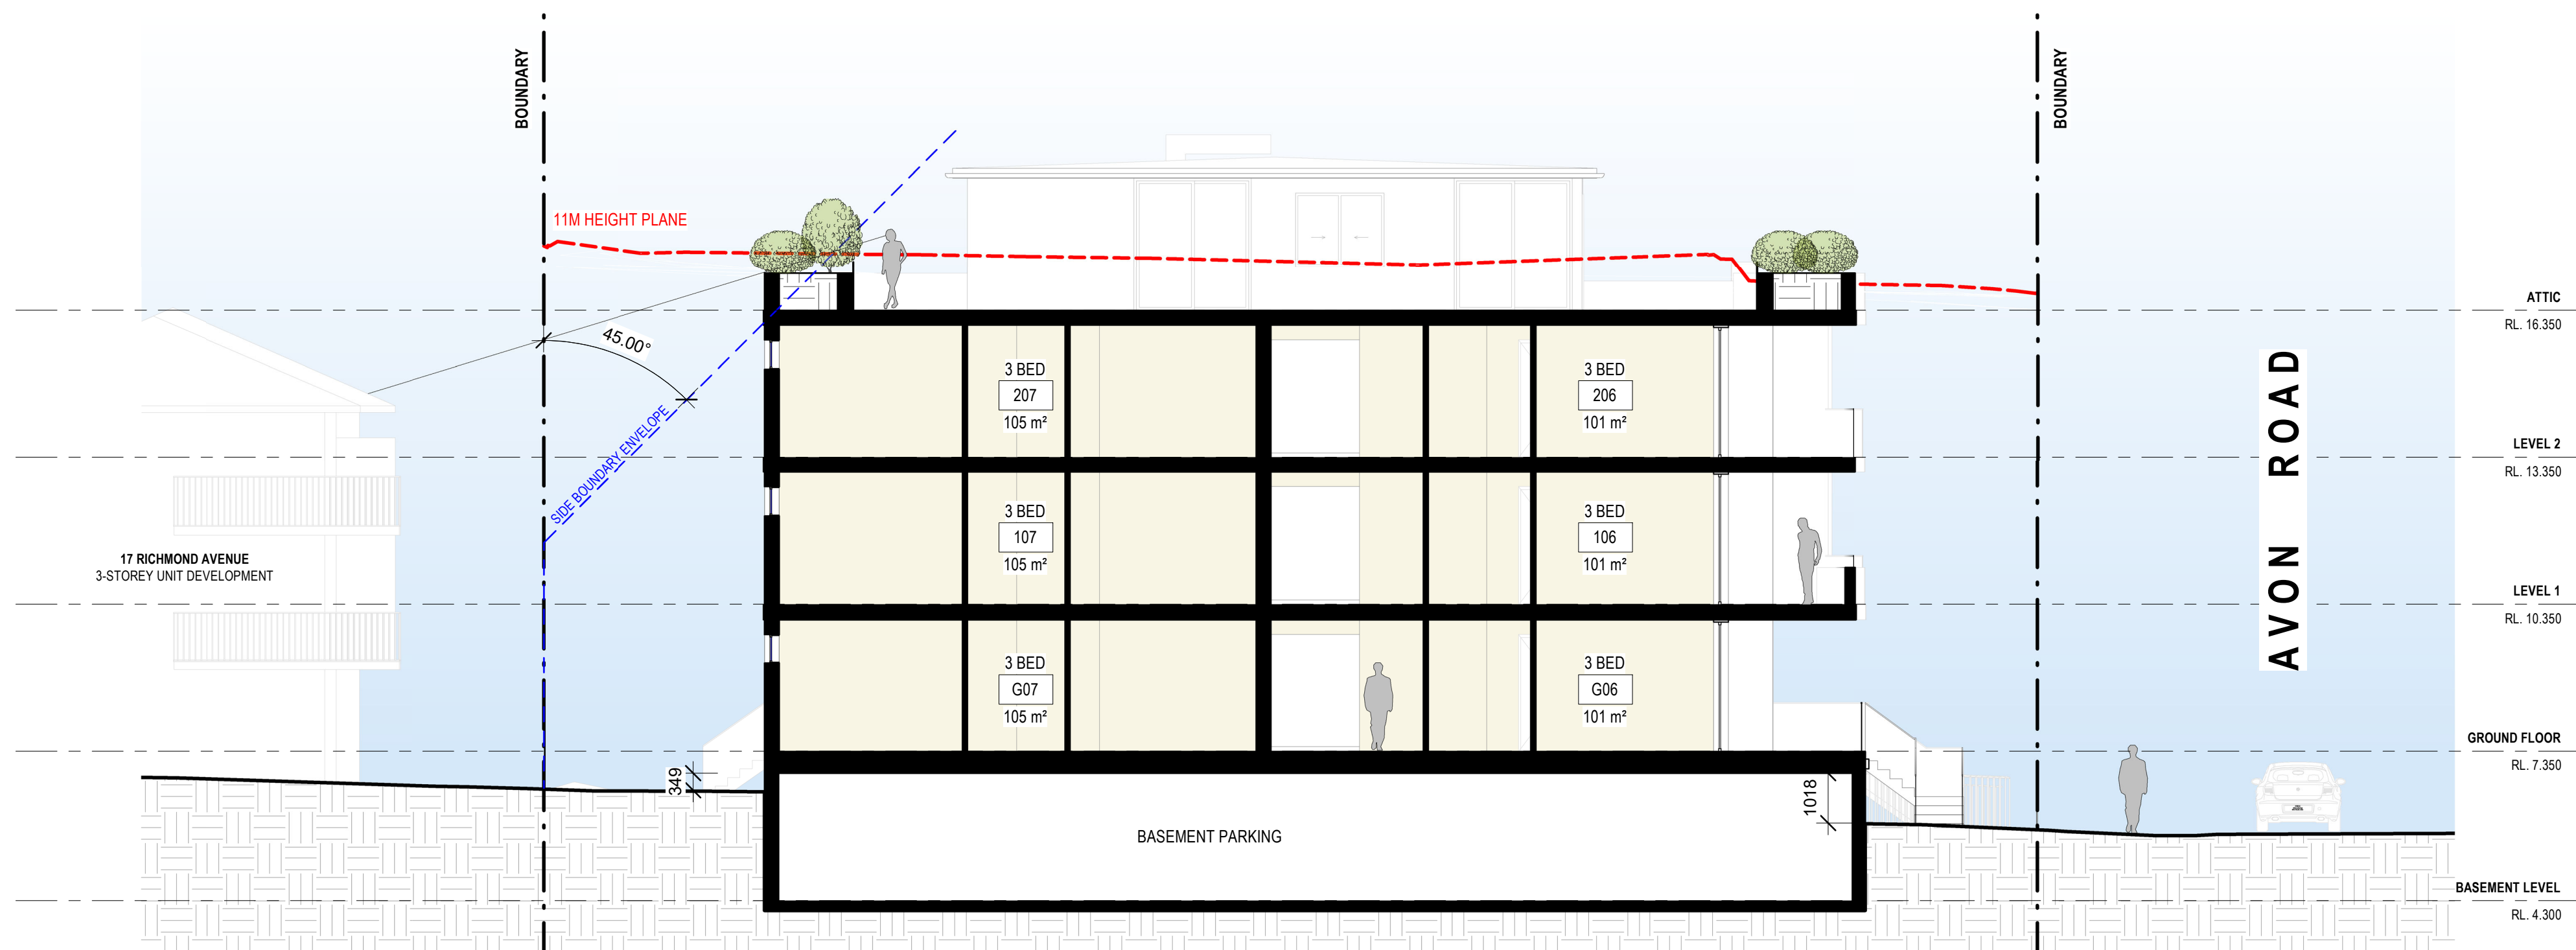 BOUNDARY
BOUNDARY
11M HEIGHT PLANE
ATTIC
RL. 16.350
45.00°
3 BED
207
105 m²
3 BED
206
101 m²
SIDE BOUNDARY ENVELOPE
LEVEL 2
RL. 13.350
AVON ROAD
3 BED
107
105 m²
3 BED
106
101 m²
17 RICHMOND AVENUE
3-STOREY UNIT DEVELOPMENT
LEVEL 1
RL. 10.350
3 BED
G07
105 m²
3 BED
G06
101 m²
GROUND FLOOR
RL. 7.350
349
1018
BASEMENT PARKING
BASEMENT LEVEL
RL. 4.300